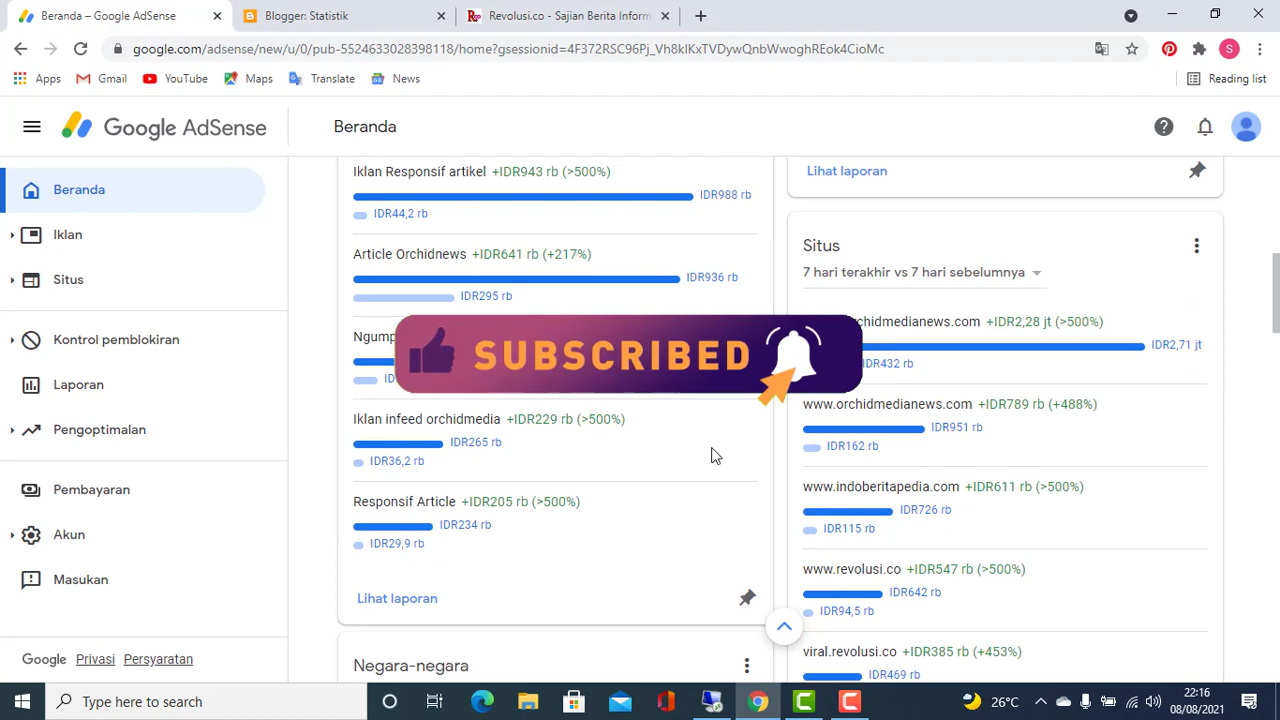 Beranda – Google AdSense
Blogger: Statistik
Revolusi.co - Sajian Berita Inform
google.com/adsense/new/u/0/pub-5524633028398118/home?gsessionid=4F372RSC96Pj_Vh8kIKxTVDywQnbWwoghREok4CioMc
S
Apps
Gmail
YouTube
Maps
Translate
News
Reading list
Google AdSense
Beranda
Beranda
Iklan
Situs
Kontrol pemblokiran
Laporan
Pengoptimalan
Pembayaran
Akun
Masukan
Google Privasi Persyaratan
Iklan Responsif artikel +IDR943 rb (>500%)
IDR988 rb
IDR44,2 rb
Article Orchidnews +IDR641 rb (+217%)
IDR936 rb
IDR295 rb
SUBSCRIBED
Iklan infeed orchidmedia +IDR229 rb (>500%)
IDR265 rb
IDR36,2 rb
Responsif Article +IDR205 rb (>500%)
IDR234 rb
IDR29,9 rb
Lihat laporan
Negara-negara
Lihat laporan
Situs
7 hari terakhir vs 7 hari sebelumnya
chidmedianews.com +IDR2,28 jt (>500%)
IDR2,71 jt
IDR432 rb
www.orchidmedianews.com +IDR789 rb (+488%)
IDR951 rb
IDR162 rb
www.indoberitapedia.com +IDR611 rb (>500%)
IDR726 rb
IDR115 rb
www.revolusi.co +IDR547 rb (>500%)
IDR642 rb
IDR94,5 rb
viral.revolusi.co +IDR385 rb (+453%)
IDR469 rb
Type here to search
26°C
22:16
08/08/2021